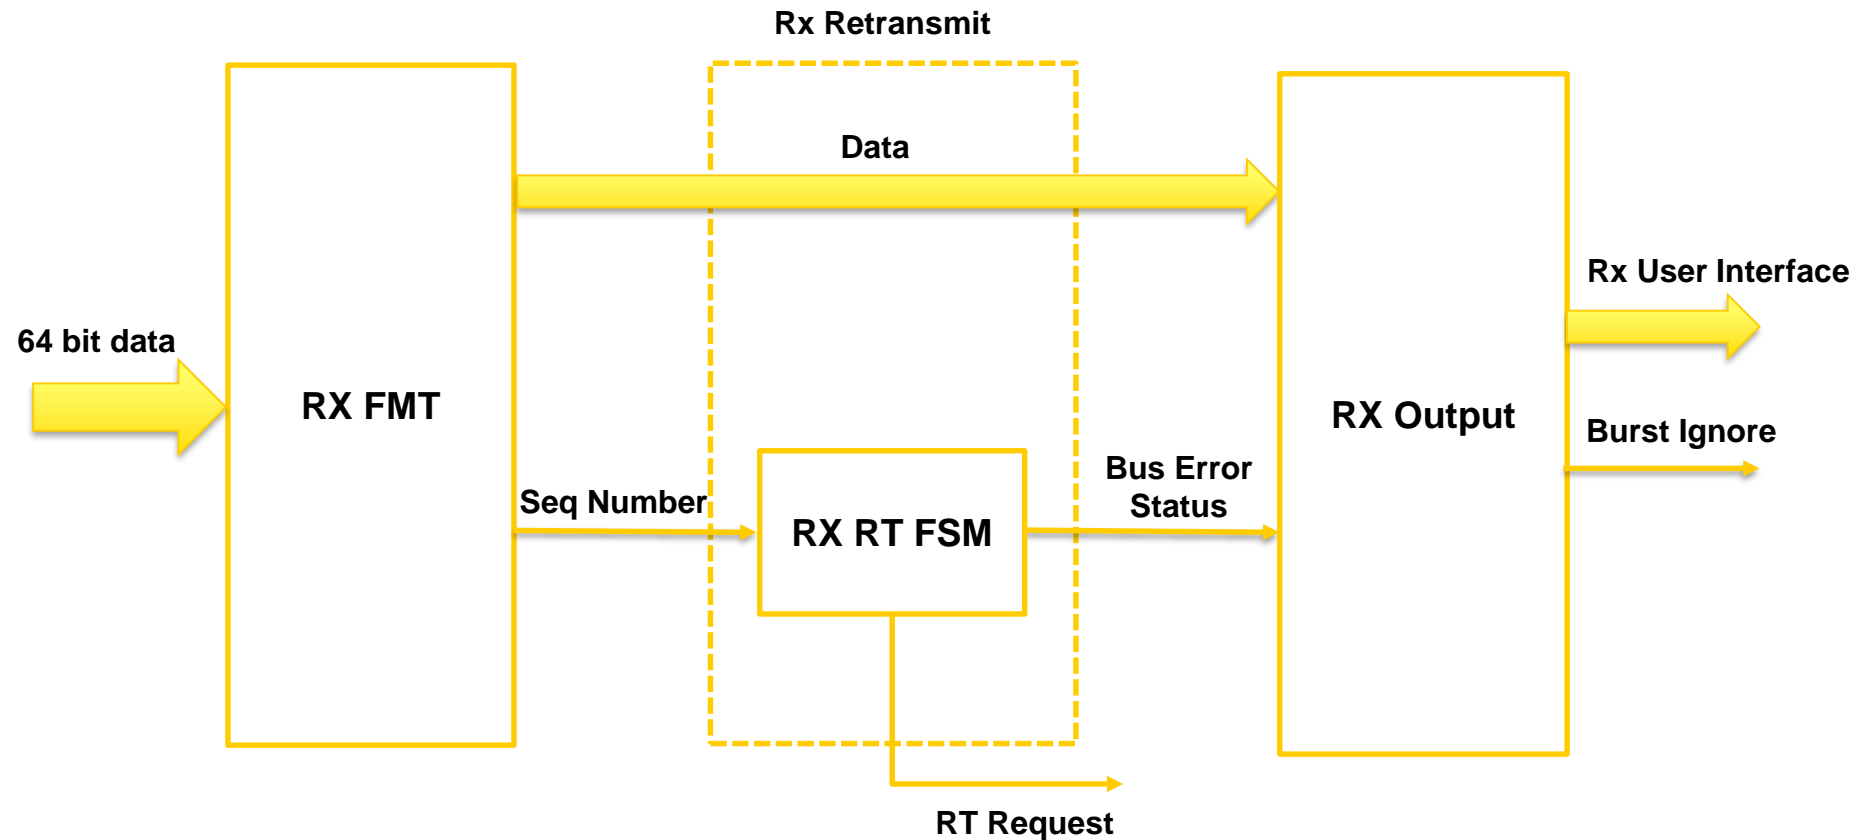 Rx Retransmit
Data
Rx User Interface
64 bit data
RX FMT
RX Output
Burst Ignore
Bus Error
Status
Seq Number
RX RT FSM
RT Request